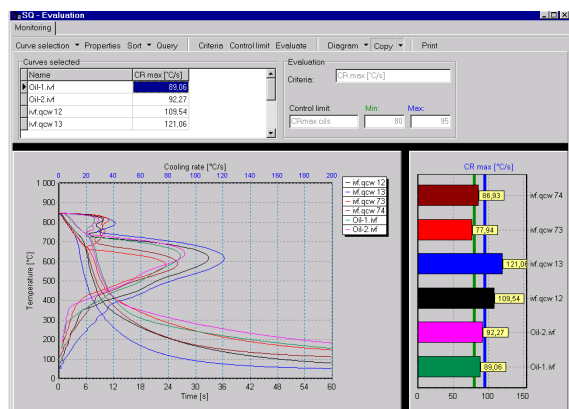 SQ - Evaluation
Monitoring
Curve selection Properties Sort Query Criteria Control limit Evaluate Diagram Copy Print
Curves selected
Name CR max [°C/s]
Oil-1.ivf 89,06
Oil-2.ivf 92,27
ivf.qcw 12 109,54
ivf.qcw 13 121,06
Evaluation
Criteria: CR max [°C/s]
Control limit: Min: Max:
CRmax oils 80 95
Cooling rate [°C/s]
0 20 40 60 80 100 120 140 160 180 200
1 000
900
800
700
600
500
400
300
200
100
0
Temperature [°C]
0 6 12 18 24 30 36 42 48 54 60
Time [s]
ivf.qcw 12
ivf.qcw 13
ivf.qcw 73
ivf.qcw 74
Oil-1.ivf
Oil-2.ivf
CR max [°C/s]
86,93 ivf.qcw 74
77,94 ivf.qcw 73
121,06 ivf.qcw 13
109,54 ivf.qcw 12
92,27 Oil-2.ivf
89,06 Oil-1.ivf
0 50 100 150